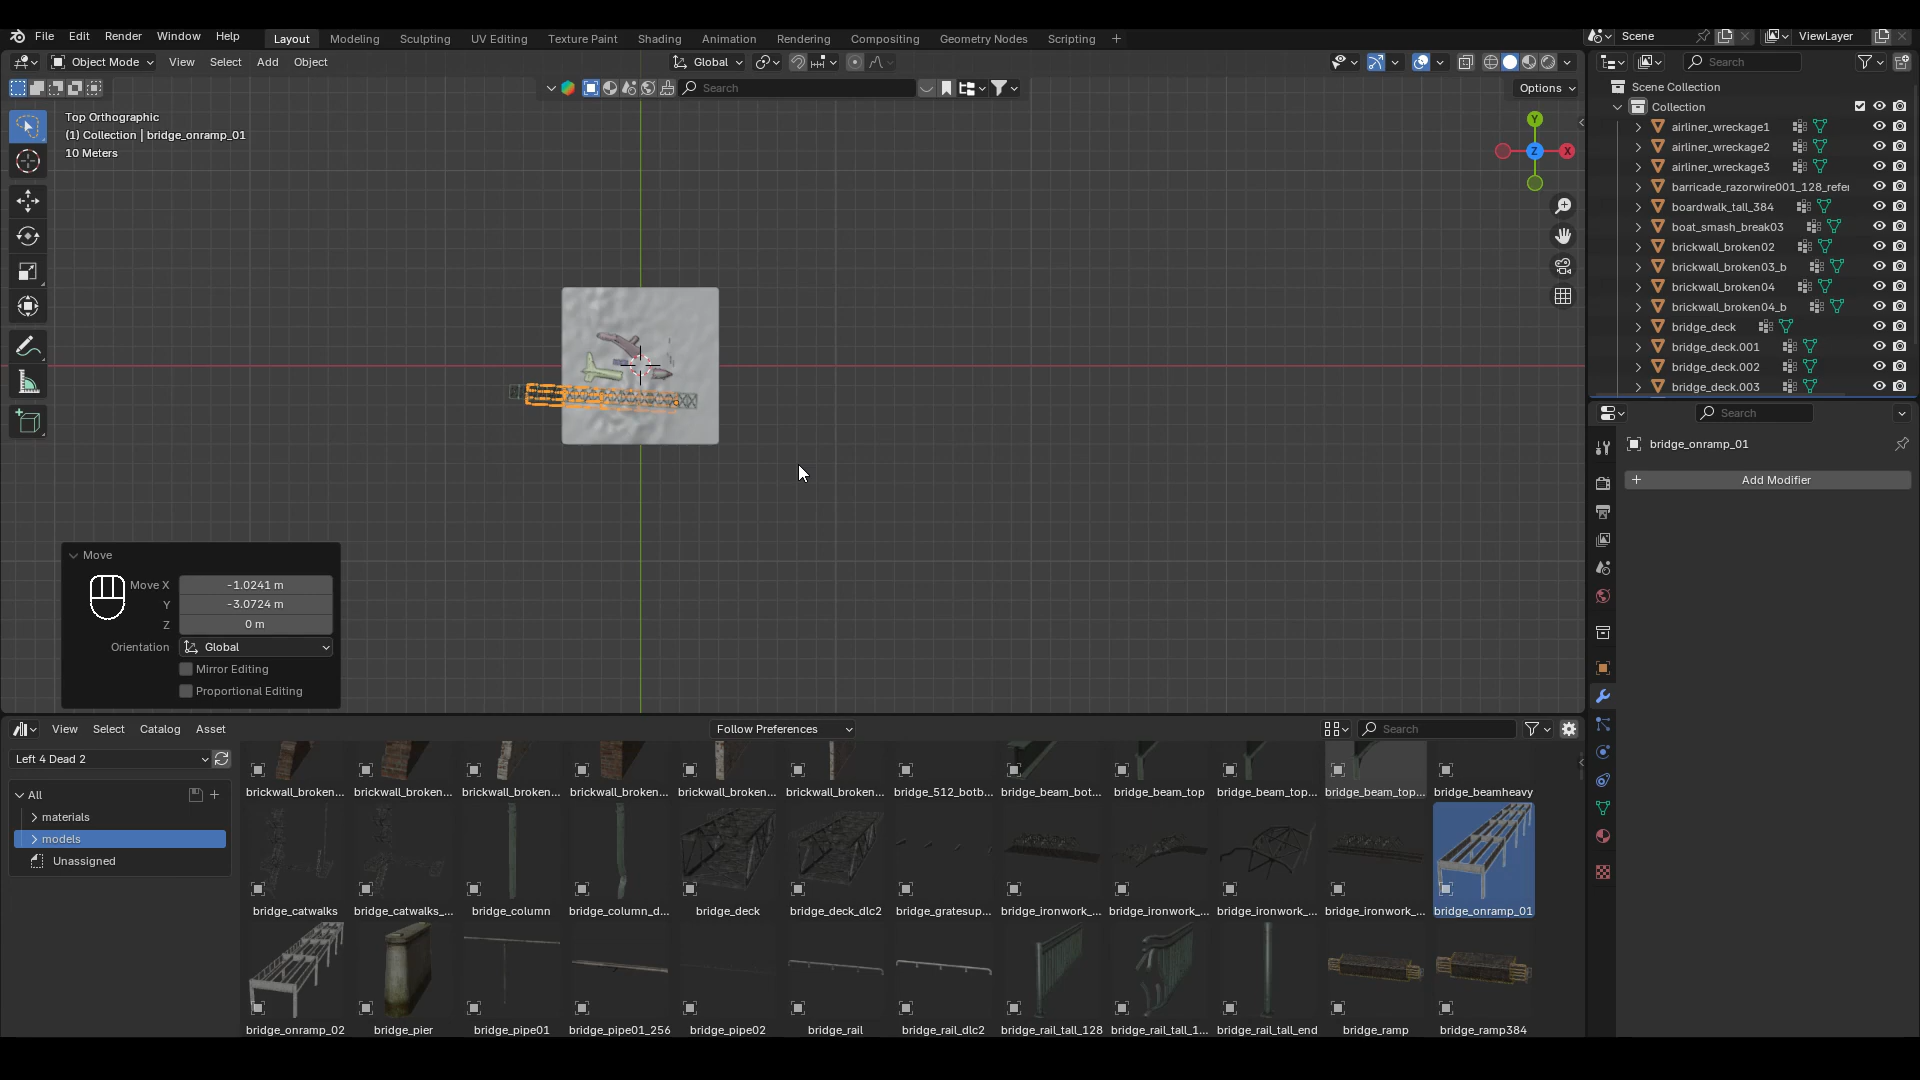 File Edit Render Window Help
Layout Modeling Sculpting UV Editing Texture Paint Shading Animation Rendering Compositing Geometry Nodes Scripting +
Scene
ViewLayer
Object Mode View Select Add Object
Global
Search
Search
Options
Top Orthographic
(1) Collection | bridge_onramp_01
10 Meters
Y
Z
X
Scene Collection
Collection
airliner_wreckage1
airliner_wreckage2
airliner_wreckage3
barricade_razorwire001_128_refer
boardwalk_tall_384
boat_smash_break03
brickwall_broken02
brickwall_broken03_b
brickwall_broken04
brickwall_broken04_b
bridge_deck
bridge_deck.001
bridge_deck.002
bridge_deck.003
Search
bridge_onramp_01
+ Add Modifier
Move
Move X -1.0241 m
Y -3.0724 m
Z 0 m
Orientation Global
Mirror Editing
Proportional Editing
View Select Catalog Asset
Follow Preferences
Search
Left 4 Dead 2
All
materials
models
Unassigned
brickwall_broken... brickwall_broken... brickwall_broken... brickwall_broken... brickwall_broken... brickwall_broken... bridge_512_botb... bridge_beam_bot... bridge_beam_top bridge_beam_top... bridge_beam_top... bridge_beamheavy
bridge_catwalks bridge_catwalks_... bridge_column bridge_column_d... bridge_deck bridge_deck_dlc2 bridge_gratesup... bridge_ironwork_... bridge_ironwork_... bridge_ironwork_... bridge_ironwork_... bridge_onramp_01
bridge_onramp_02 bridge_pier bridge_pipe01 bridge_pipe01_256 bridge_pipe02 bridge_rail bridge_rail_dlc2 bridge_rail_tall_128 bridge_rail_tall_1... bridge_rail_tall_end bridge_ramp bridge_ramp384